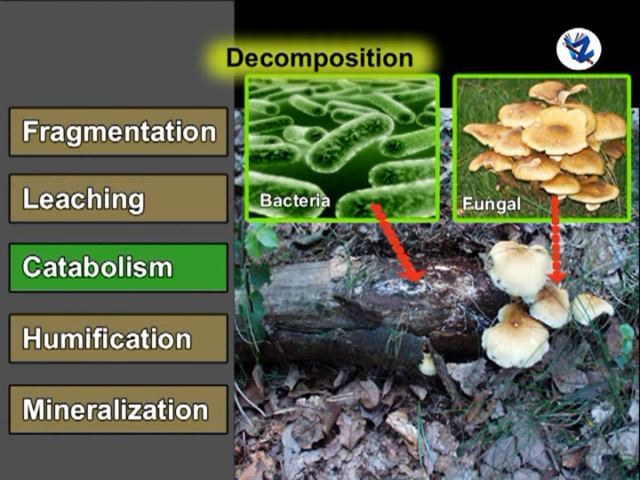 Decomposition
Fragmentation
Leaching
Catabolism
Humification
Mineralization
Bacteria
Fungal